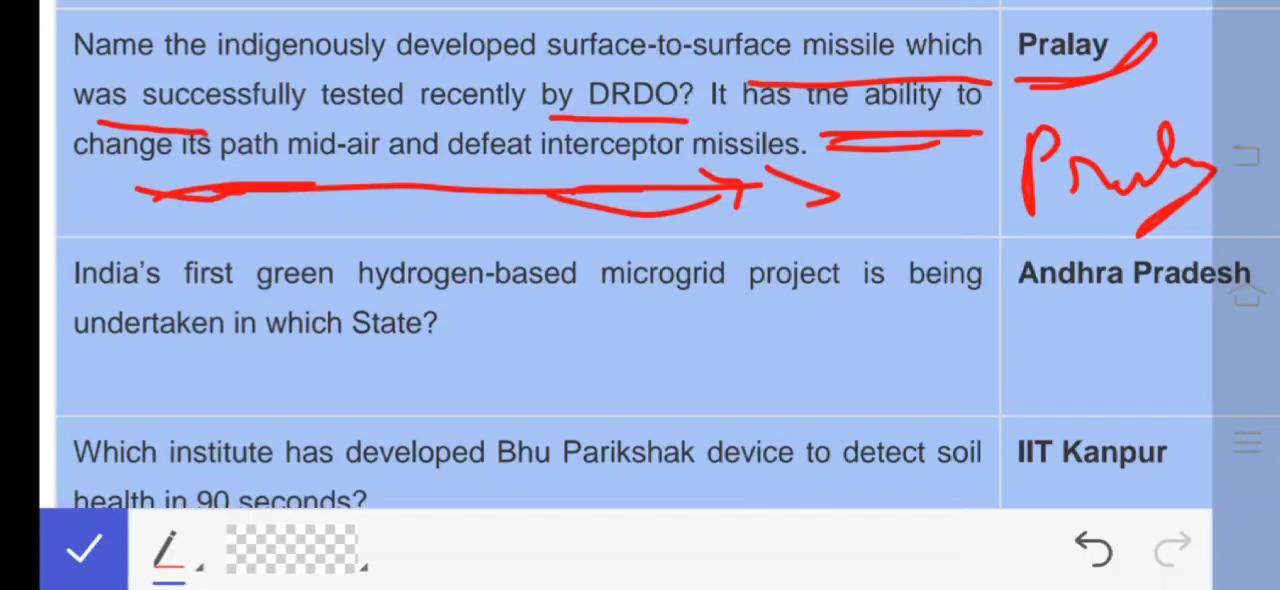 Name the indigenously developed surface-to-surface missile which
was successfully tested recently by DRDO? It has the ability to
change its path mid-air and defeat interceptor missiles.
Pralay
Pralay
India's first green hydrogen-based microgrid project is being
undertaken in which State?
Andhra Pradesh
Which institute has developed Bhu Parikshak device to detect soil
health in 90 seconds?
IIT Kanpur